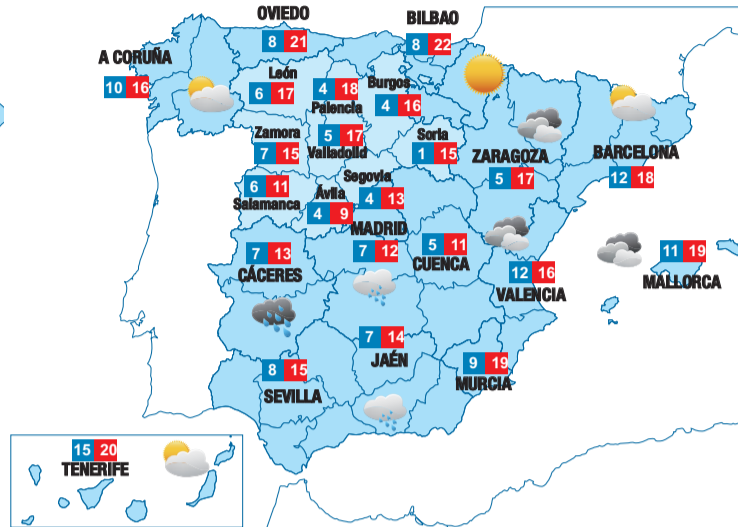 OVIEDO
8 21
BILBAO
8 22
A CORUÑA
10 16
León
6 17
4 18
Palencia
Burgos
4 16
Zamora
7 15
5 17
Valladolid
Soria
1 15
ZARAGOZA
5 17
BARCELONA
12 18
6 11
Salamanca
Ávila
4 9
Segovia
4 13
MADRID
7 12
5 11
CUENCA
7 13
CÁCERES
12 16
VALENCIA
11 19
MALLORCA
7 14
JAÉN
8 15
SEVILLA
9 19
MURCIA
15 20
TENERIFE